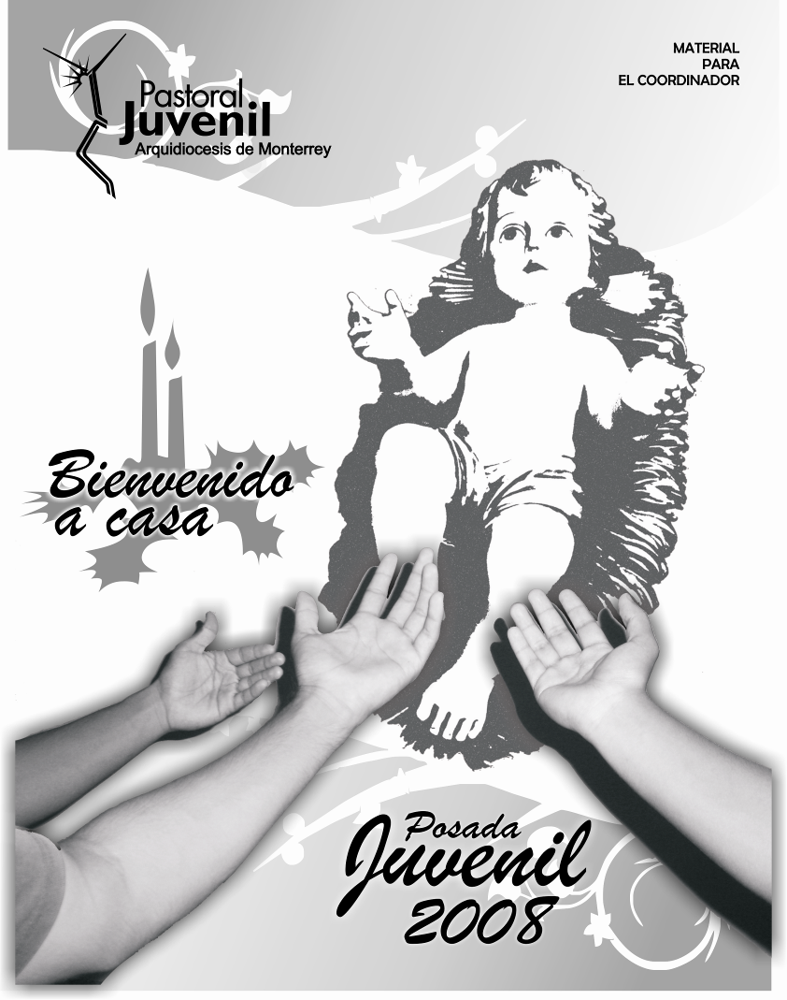 MATERIAL
PARA
EL COORDINADOR
Pastoral
Juvenil
Arquidiocesis de Monterrey
Bienvenido
a casa
Posada
Juvenil
2008